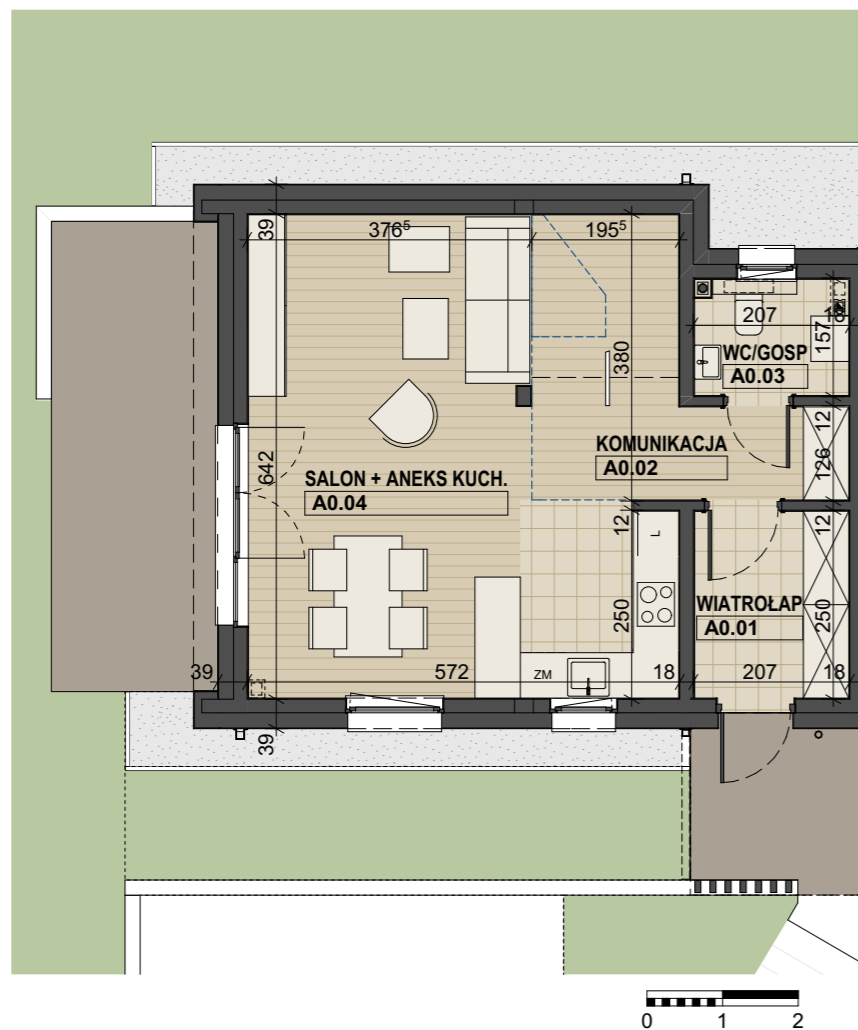 39
376⁵
195⁵
207
18
157
WC/GOSP
A0.03
380
12
KOMUNIKACJA
A0.02
126
642
SALON + ANEKS KUCH.
A0.04
12
L
12
WIATROŁAP
A0.01
250
250
39
572
ZM
18
207
18
39
0 1 2